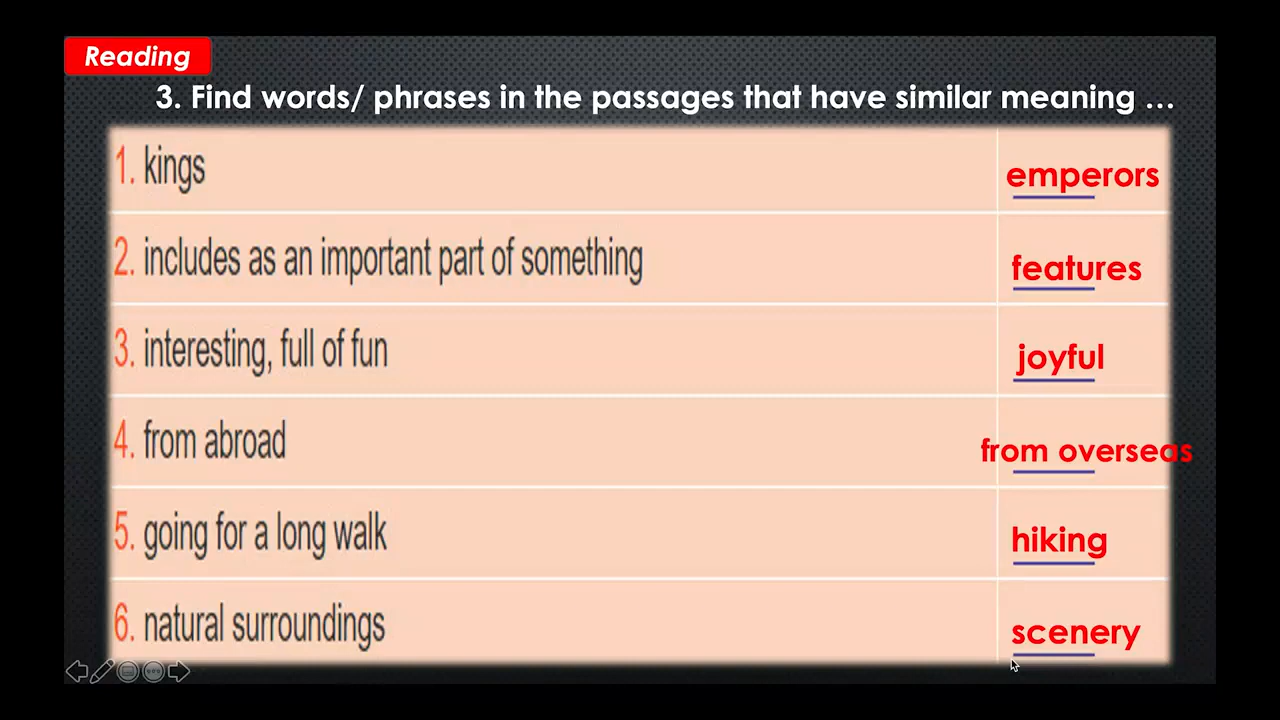 Reading
3. Find words/ phrases in the passages that have similar meaning ...
1. kings
emperors
2. includes as an important part of something
features
3. interesting, full of fun
joyful
4. from abroad
from overseas
5. going for a long walk
hiking
6. natural surroundings
scenery